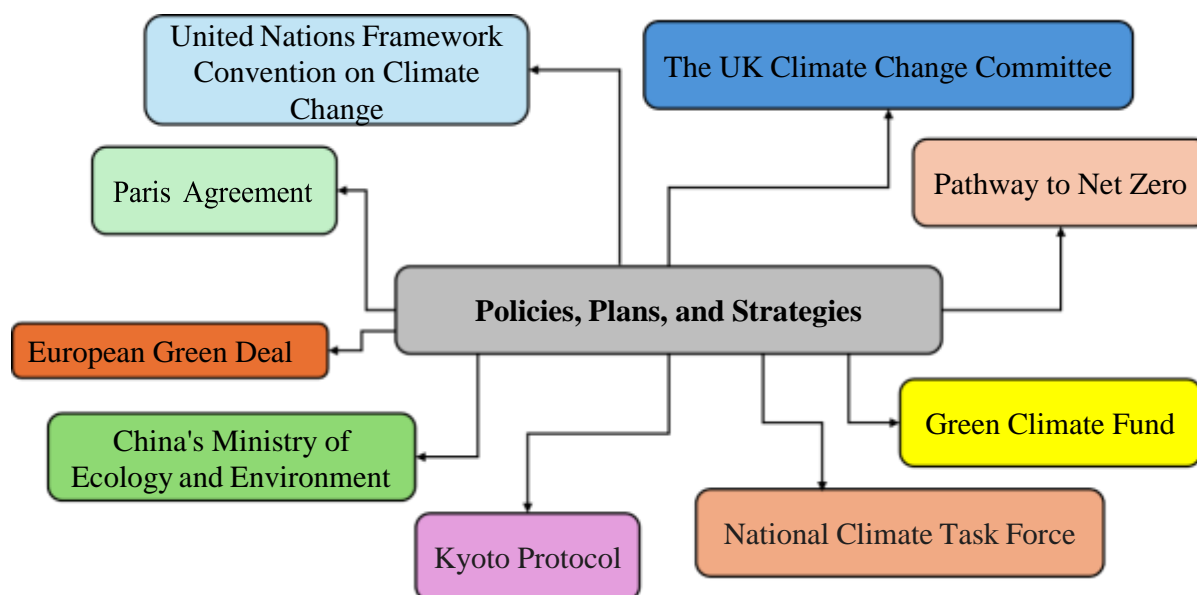 United Nations Framework
Convention on Climate
Change
The UK Climate Change Committee
Paris Agreement
Pathway to Net Zero
Policies, Plans, and Strategies
European Green Deal
China's Ministry of
Ecology and Environment
Green Climate Fund
Kyoto Protocol
National Climate Task Force